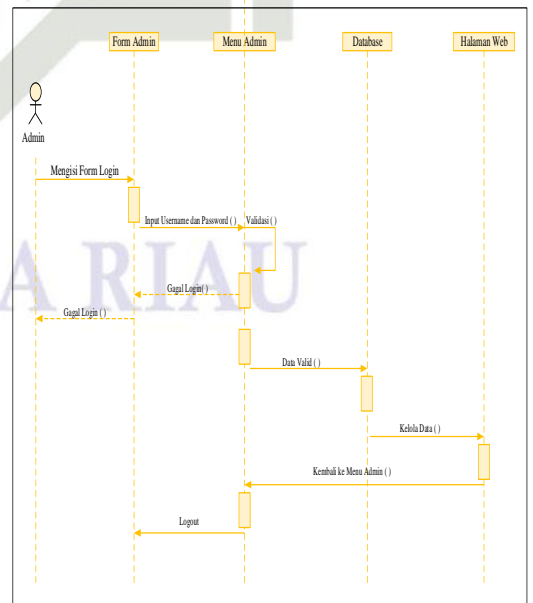 Form Admin
Menu Admin
Database
Halaman Web
Admin
Mengisi Form Login
Input Username dan Password ( )
Validasi ( )
A RIAU
Gagal Login( )
Gagal Login ( )
Data Valid ( )
Kelola Data ( )
Kembali ke Menu Admin ( )
Logout